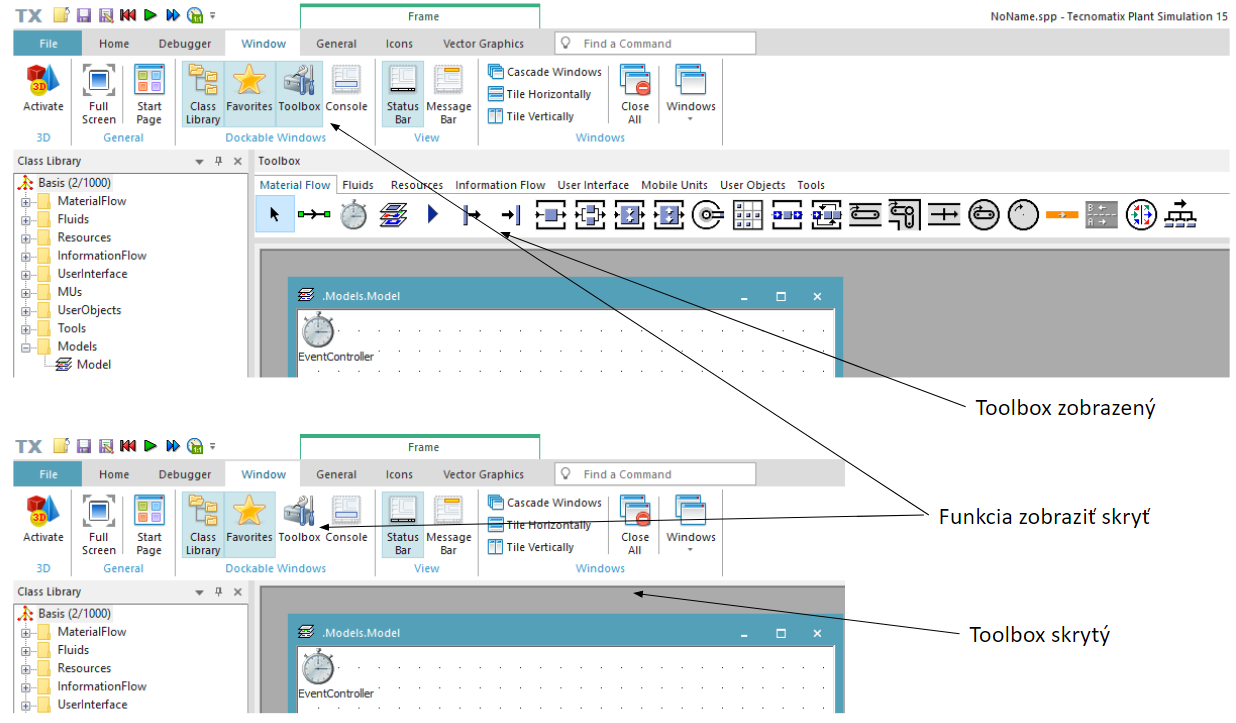 TX
Frame
NoName.spp - Tecnomatix Plant Simulation 15
File Home Debugger Window General Icons Vector Graphics Find a Command
Activate
Full Screen
Start Page
Class Library
Favorites
Toolbox
Console
Status Bar
Message Bar
Cascade Windows
Tile Horizontally
Tile Vertically
Close All
Windows
3D General Dockable Windows View Windows
Class Library
Toolbox
Basis (2/1000)
MaterialFlow
Fluids
Resources
InformationFlow
UserInterface
MUs
UserObjects
Tools
Models
Model
Material Flow Fluids Resources Information Flow User Interface Mobile Units User Objects Tools
.Models.Model
EventController
Toolbox zobrazený
TX
Frame
File Home Debugger Window General Icons Vector Graphics Find a Command
Activate
Full Screen
Start Page
Class Library
Favorites
Toolbox
Console
Status Bar
Message Bar
Cascade Windows
Tile Horizontally
Tile Vertically
Close All
Windows
3D General Dockable Windows View Windows
Funkcia zobraziť skryť
Class Library
Basis (2/1000)
MaterialFlow
Fluids
Resources
InformationFlow
UserInterface
.Models.Model
EventController
Toolbox skrytý